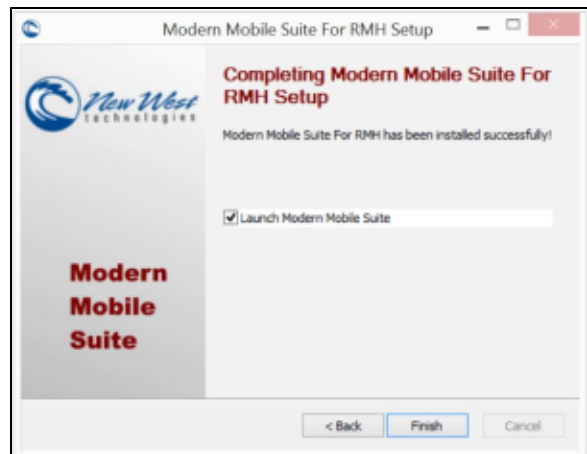 Modern Mobile Suite For RMH Setup
New West
technologies
Completing Modern Mobile Suite For
RMH Setup
Modern Mobile Suite For RMH has been installed successfully!
Launch Modern Mobile Suite
Modern
Mobile
Suite
< Back
Finish
Cancel